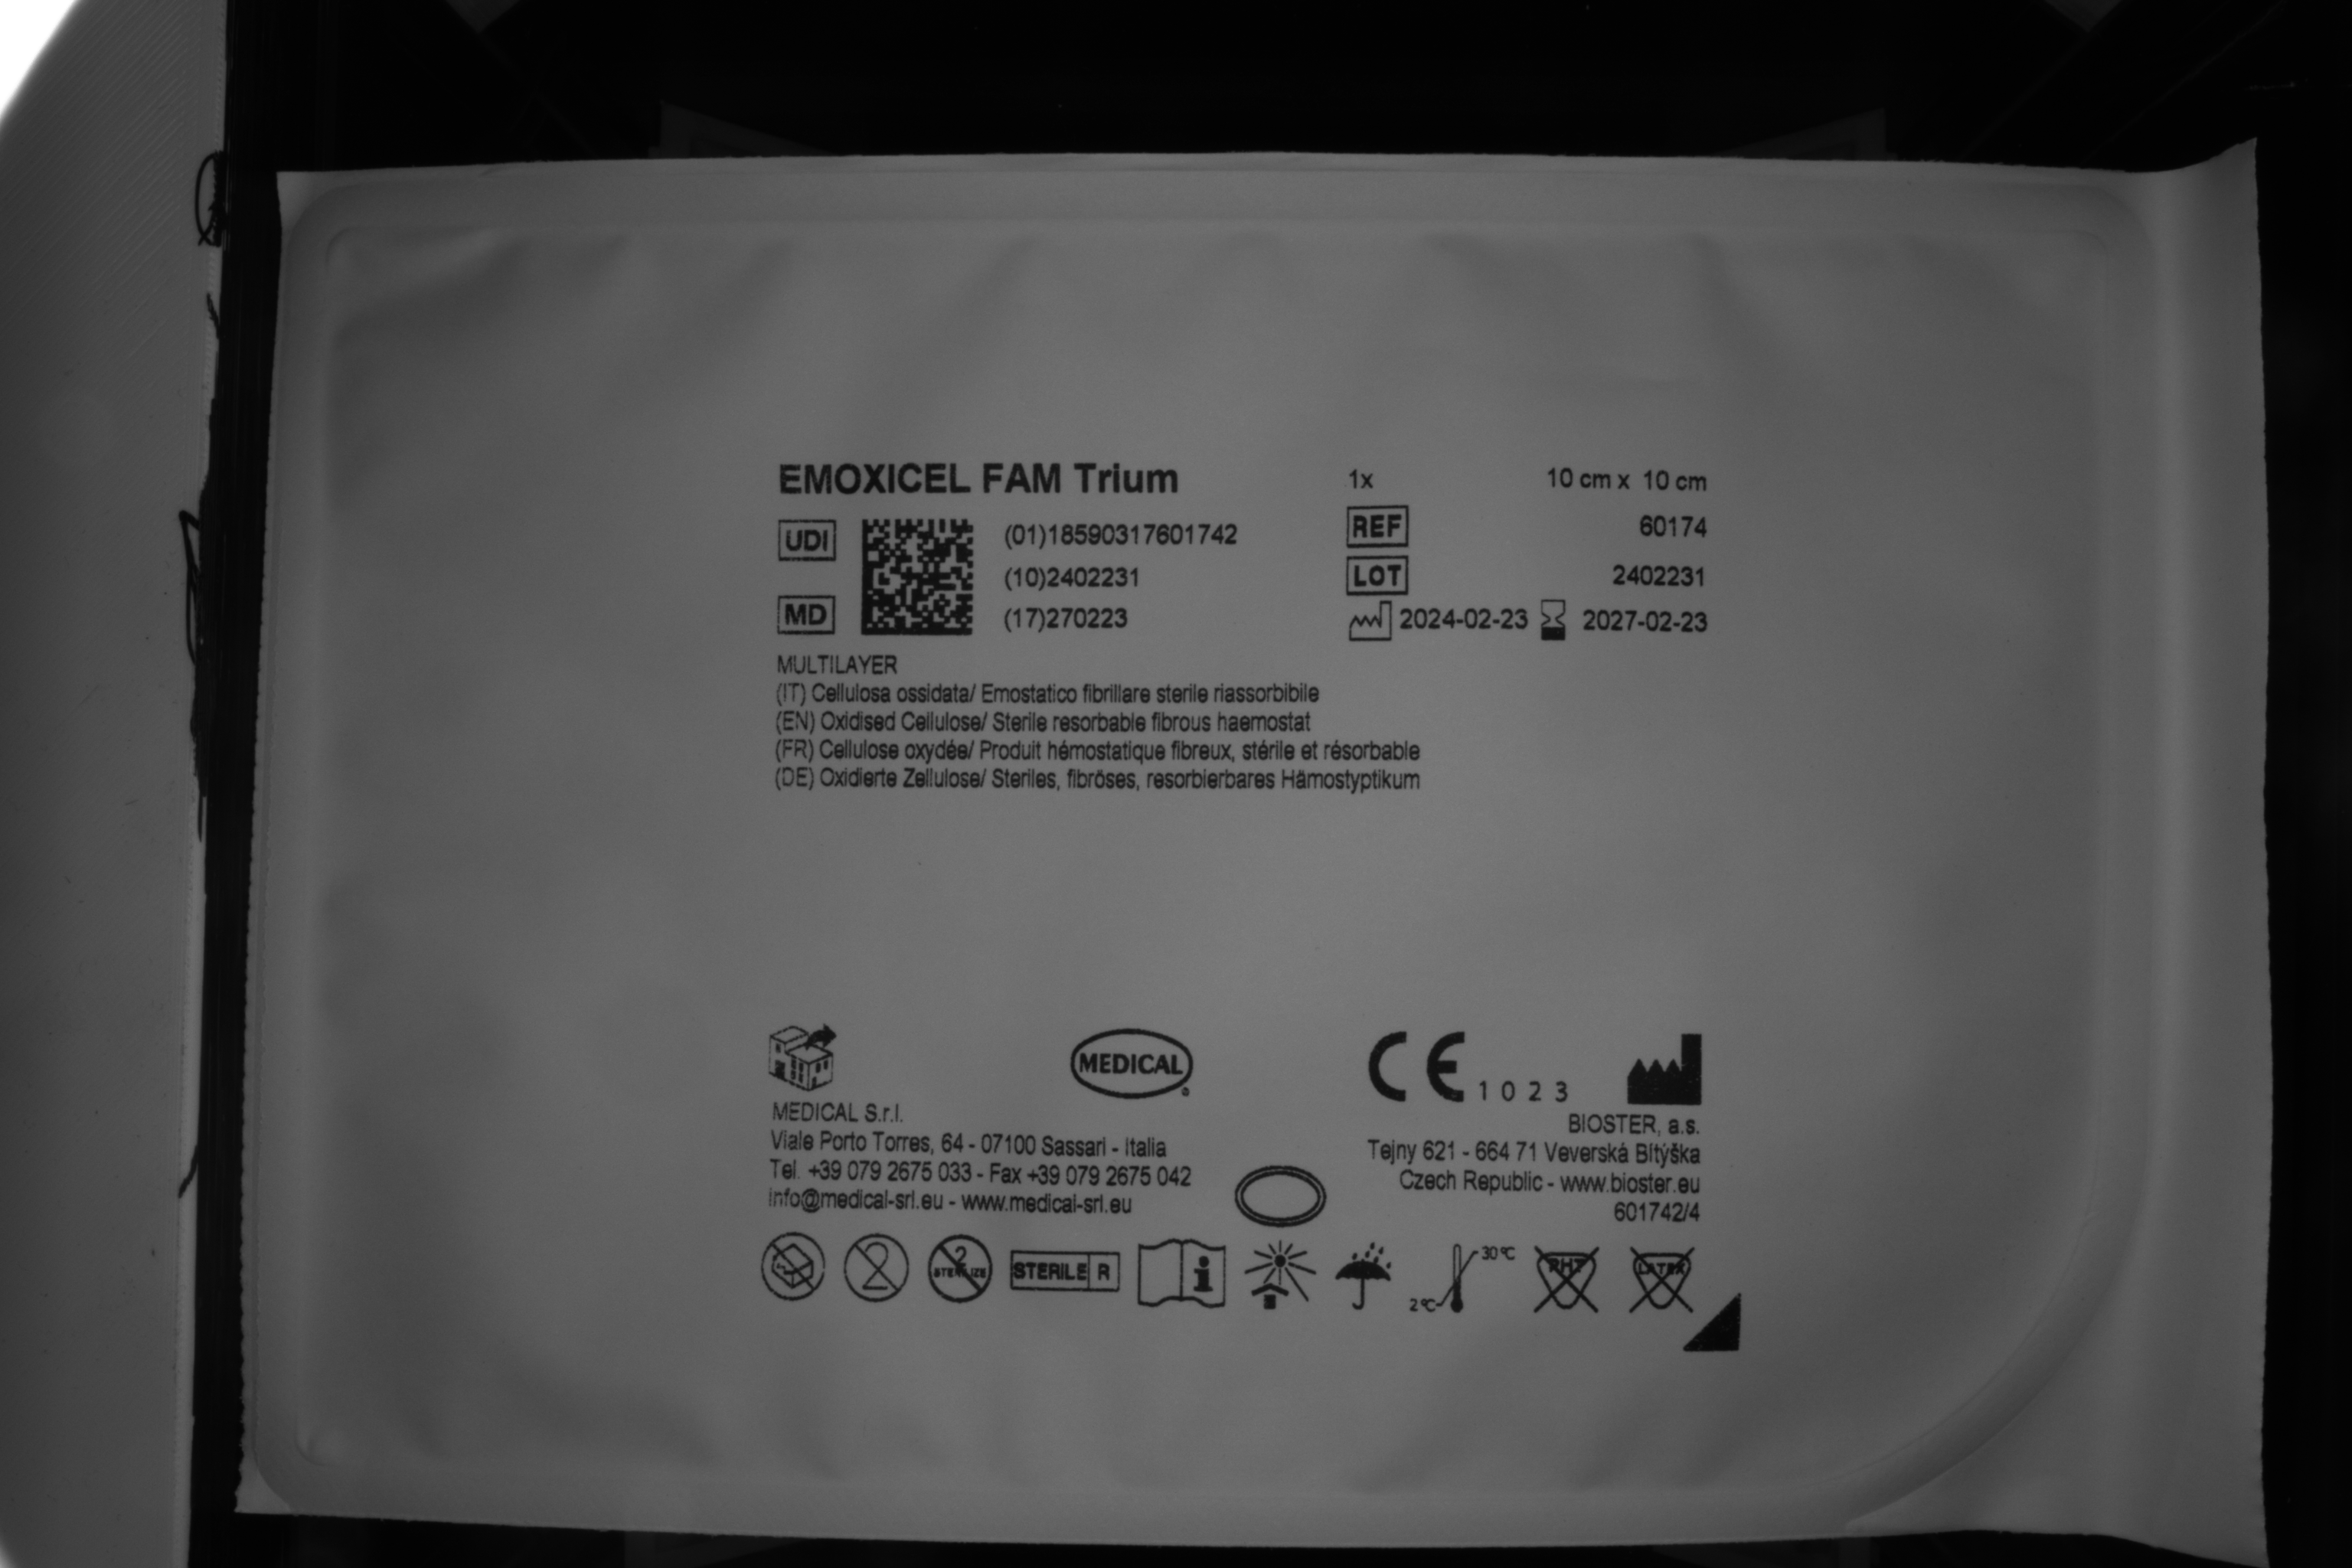 EMOXICEL FAM Trium
1x 10 cm x 10 cm
UDI (01)18590317601742
REF 60174
(10)2402231
LOT 2402231
MD (17)270223
2024-02-23 2027-02-23
MULTILAYER
(IT) Cellulosa ossidata/ Emostatico fibrillare sterile riassorbibile
(EN) Oxidised Cellulose/ Sterile resorbable fibrous haemostat
(FR) Cellulose oxydée/ Produit hémostatique fibreux, stérile et résorbable
(DE) Oxidierte Zellulose/ Steriles, fibröses, resorbierbares Hämostyptikum
MEDICAL
CE 1023
MEDICAL S.r.l.
Viale Porto Torres, 64 - 07100 Sassari - Italia
Tel. +39 079 2675 033 - Fax +39 079 2675 042
info@medical-srl.eu - www.medical-srl.eu
BIOSTER, a.s.
Tejny 621 - 664 71 Veverská Bítýška
Czech Republic - www.bioster.eu
601742/4
2
2 STERILIZE
STERILE R
i
2°C 30°C
PHT
LATEX